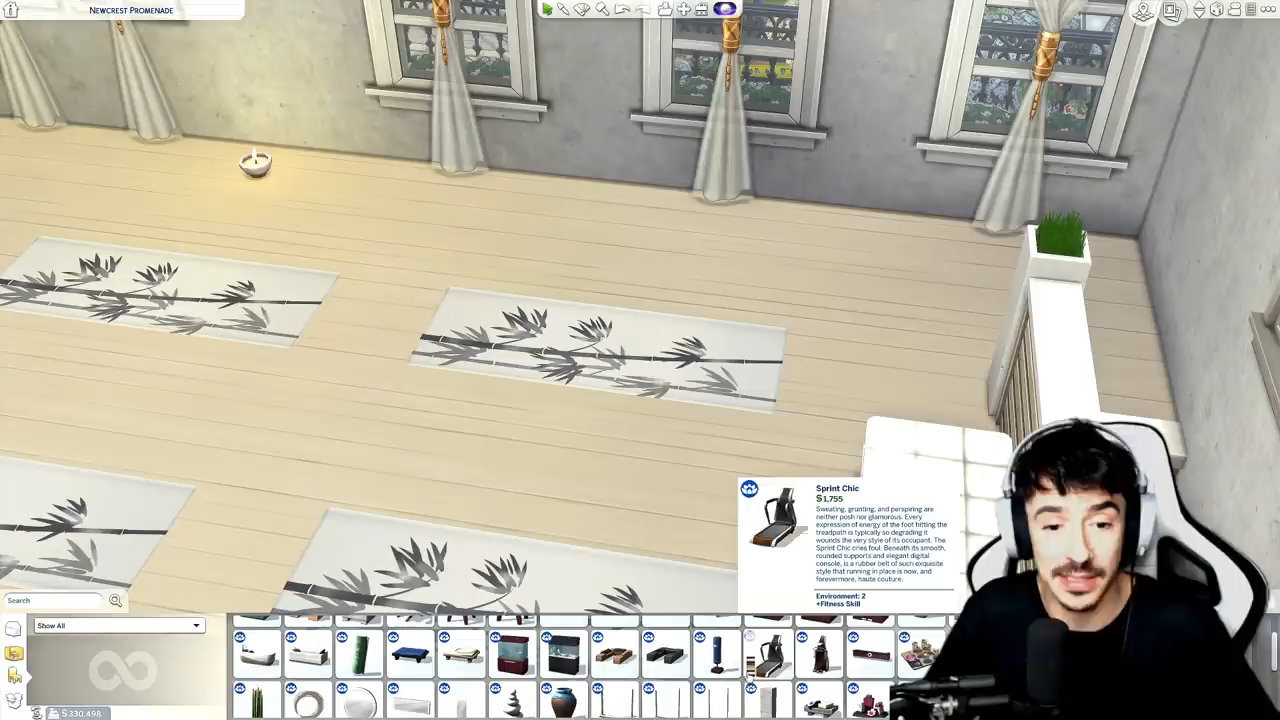 NEWCREST PROMENADE
Sprint Chic
$1,755
Sweating, grunting, and perspiring are
neither posh nor glamorous. Every
expression of energy of the foot hitting the
treadpath is typically so degrading it
wounds the very style of its occupant. The
Sprint Chic cries foul. Beneath its smooth,
rounded supports and elegant digital
console, is a rubber belt of such exquisite
style that running in place is now, and
forevermore, haute couture.
Environment: 2
+Fitness Skill
Search
Show All
$ 330,498